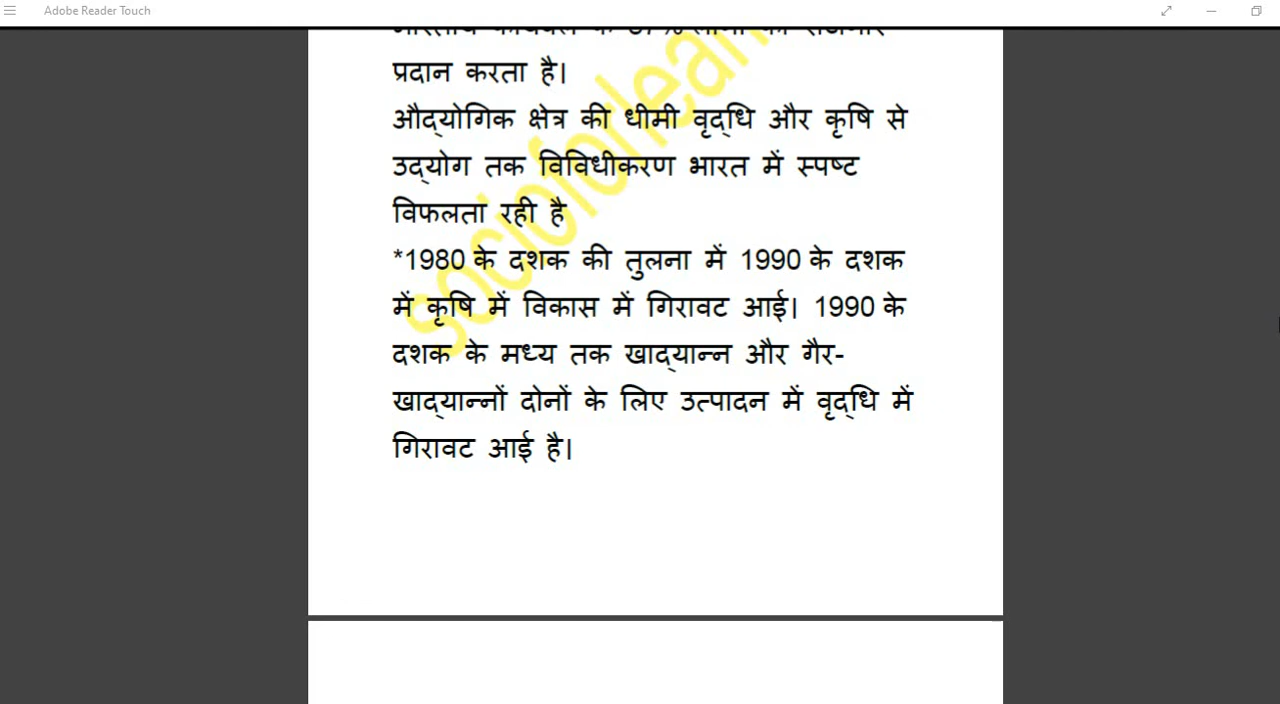 Adobe Reader Touch
प्रदान करता है।
औद्योगिक क्षेत्र की धीमी वृद्धि और कृषि से
उद्योग तक विविधीकरण भारत में स्पष्ट
विफलता रही है
*1980 के दशक की तुलना में 1990 के दशक
में कृषि में विकास में गिरावट आई। 1990 के
दशक के मध्य तक खाद्यान्न और गैर-
खाद्यान्नों दोनों के लिए उत्पादन में वृद्धि में
गिरावट आई है।